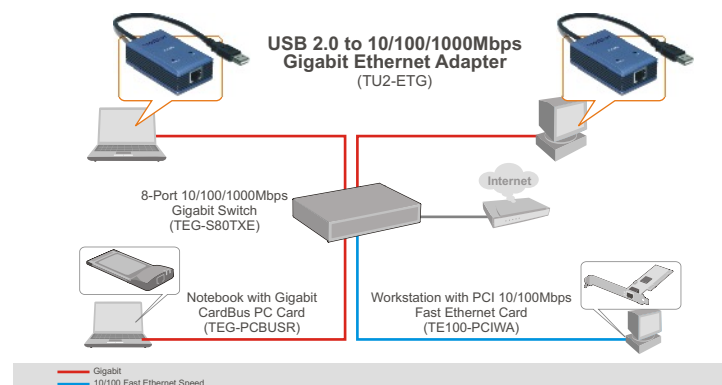 USB 2.0 to 10/100/1000Mbps
Gigabit Ethernet Adapter
(TU2-ETG)
Internet
8-Port 10/100/1000Mbps
Gigabit Switch
(TEG-S80TXE)
Notebook with Gigabit
CardBus PC Card
(TEG-PCBUSR)
Workstation with PCI 10/100Mbps
Fast Ethernet Card
(TE100-PCIWA)
Gigabit
10/100 Fast Ethernet Speed